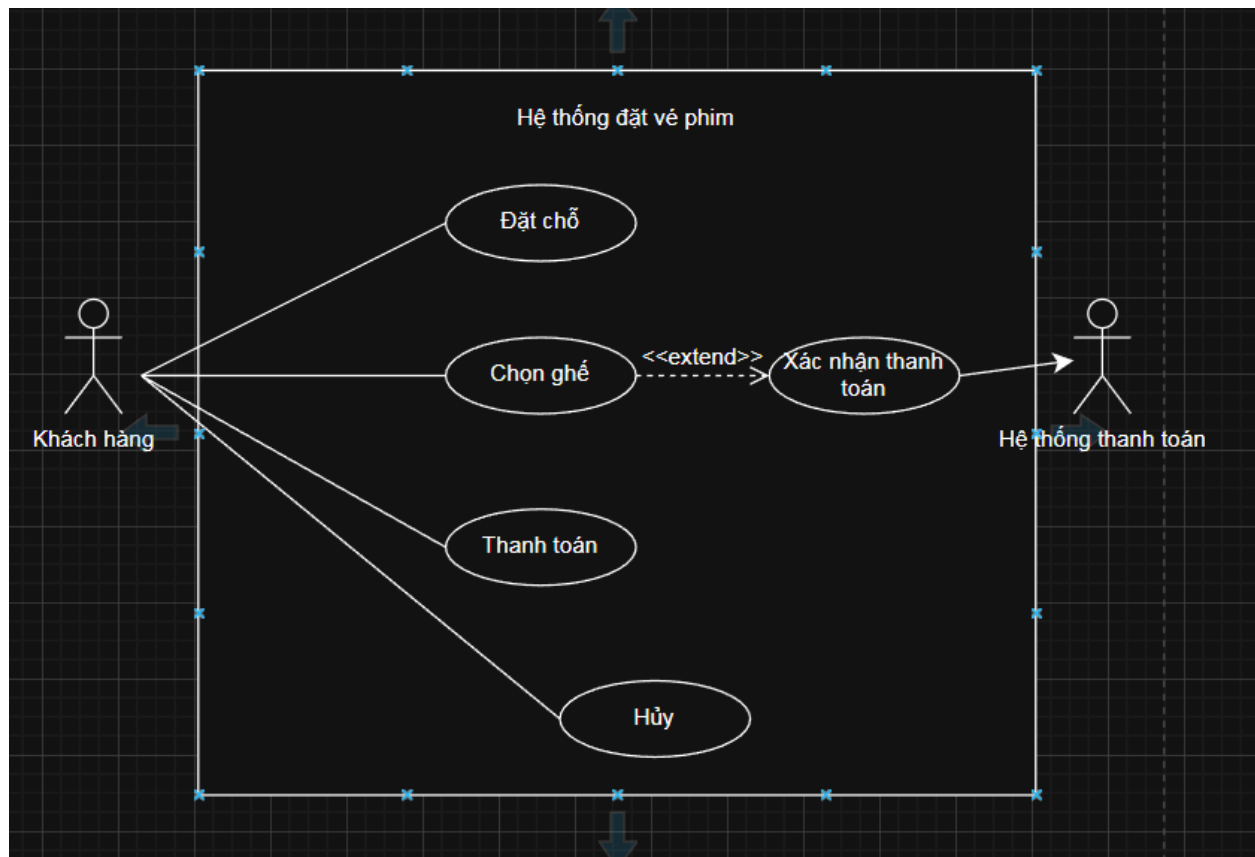 Hệ thống đặt vé phim
Đặt chỗ
Chọn ghế
<<extend>>
Xác nhận thanh
toán
Khách hàng
Hệ thống thanh toán
Thanh toán
Hủy